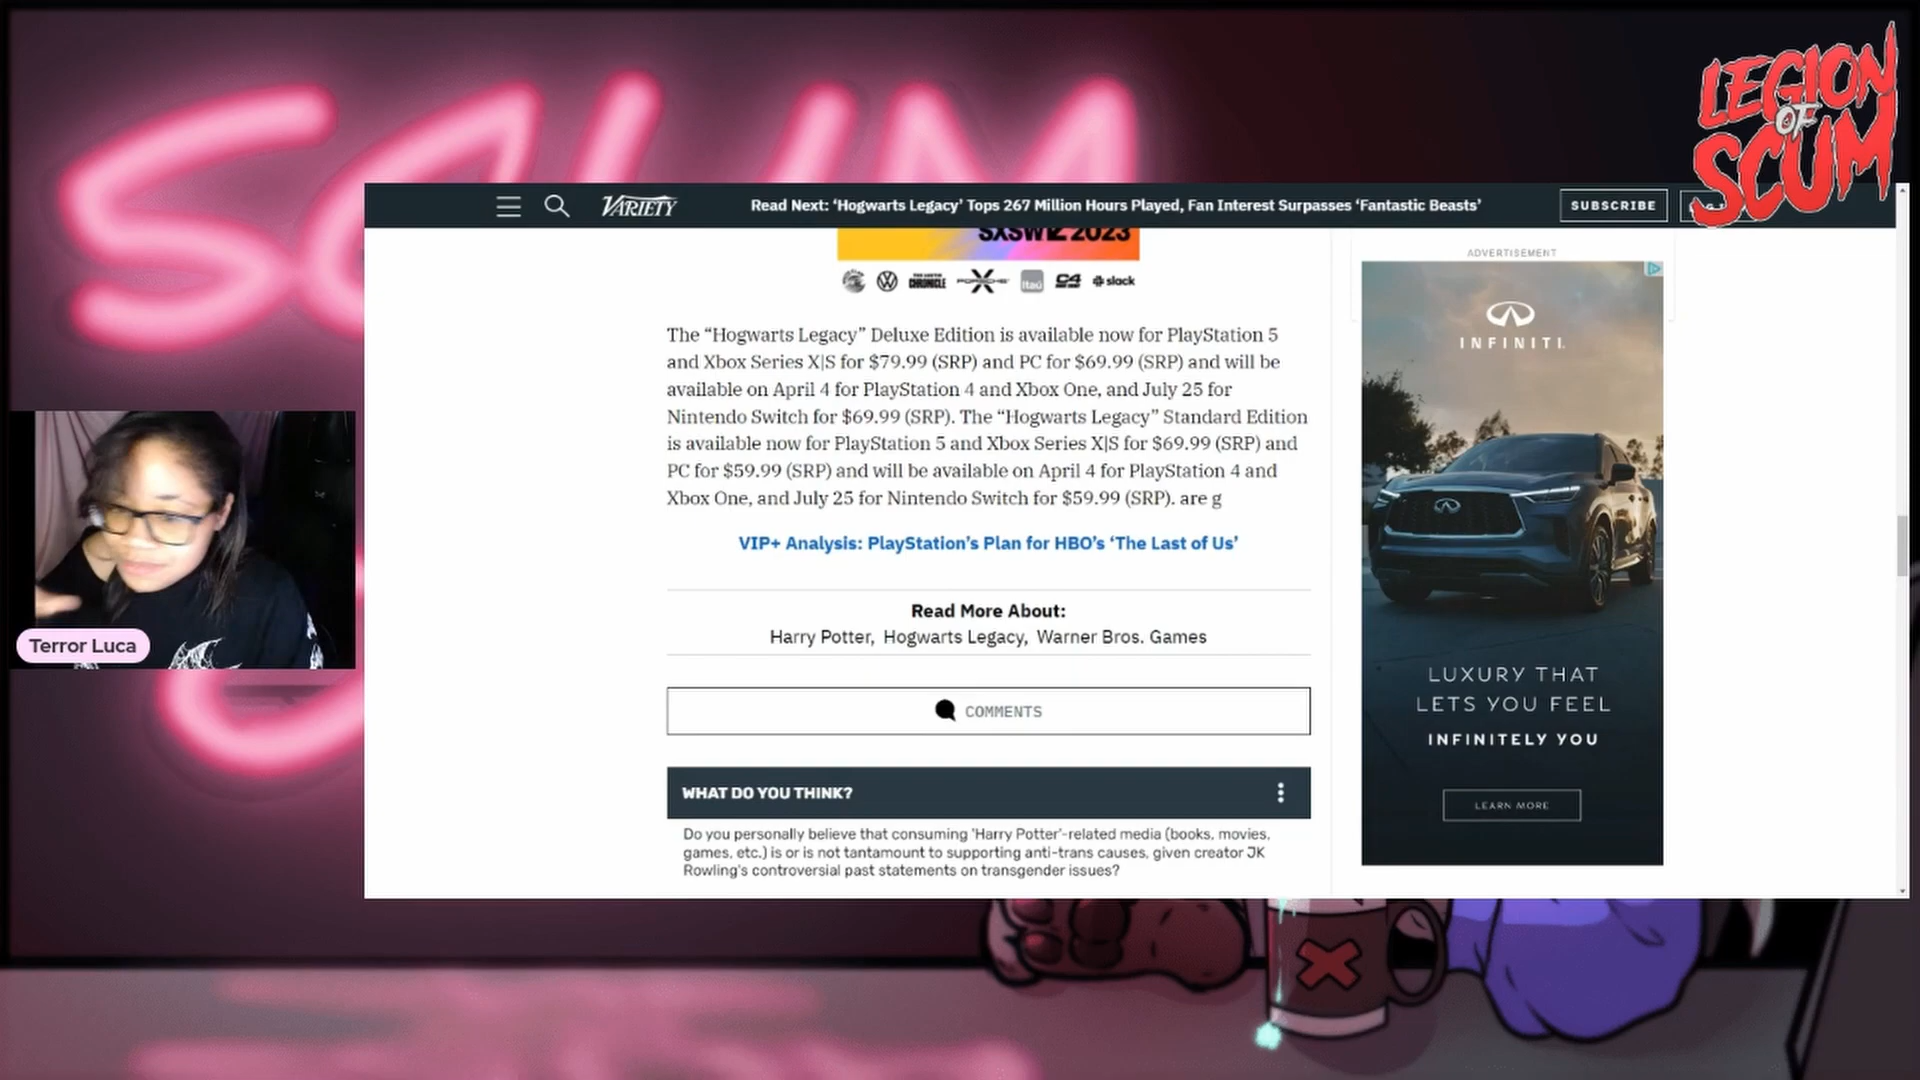 SCUM
LEGION
OF
SCUM
VARIETY
Read Next: ‘Hogwarts Legacy’ Tops 267 Million Hours Played, Fan Interest Surpasses ‘Fantastic Beasts’
SUBSCRIBE
SXSW 2023
CHRONICLE
PORSCHE
Itaú
C4
slack
The “Hogwarts Legacy” Deluxe Edition is available now for PlayStation 5
and Xbox Series X|S for $79.99 (SRP) and PC for $69.99 (SRP) and will be
available on April 4 for PlayStation 4 and Xbox One, and July 25 for
Nintendo Switch for $69.99 (SRP). The “Hogwarts Legacy” Standard Edition
is available now for PlayStation 5 and Xbox Series X|S for $69.99 (SRP) and
PC for $59.99 (SRP) and will be available on April 4 for PlayStation 4 and
Xbox One, and July 25 for Nintendo Switch for $59.99 (SRP). are g
VIP+ Analysis: PlayStation’s Plan for HBO’s ‘The Last of Us’
Read More About:
Harry Potter, Hogwarts Legacy, Warner Bros. Games
COMMENTS
WHAT DO YOU THINK?
Do you personally believe that consuming 'Harry Potter'-related media (books, movies,
games, etc.) is or is not tantamount to supporting anti-trans causes, given creator JK
Rowling's controversial past statements on transgender issues?
ADVERTISEMENT
INFINITI
LUXURY THAT
LETS YOU FEEL
INFINITELY YOU
LEARN MORE
Terror Luca